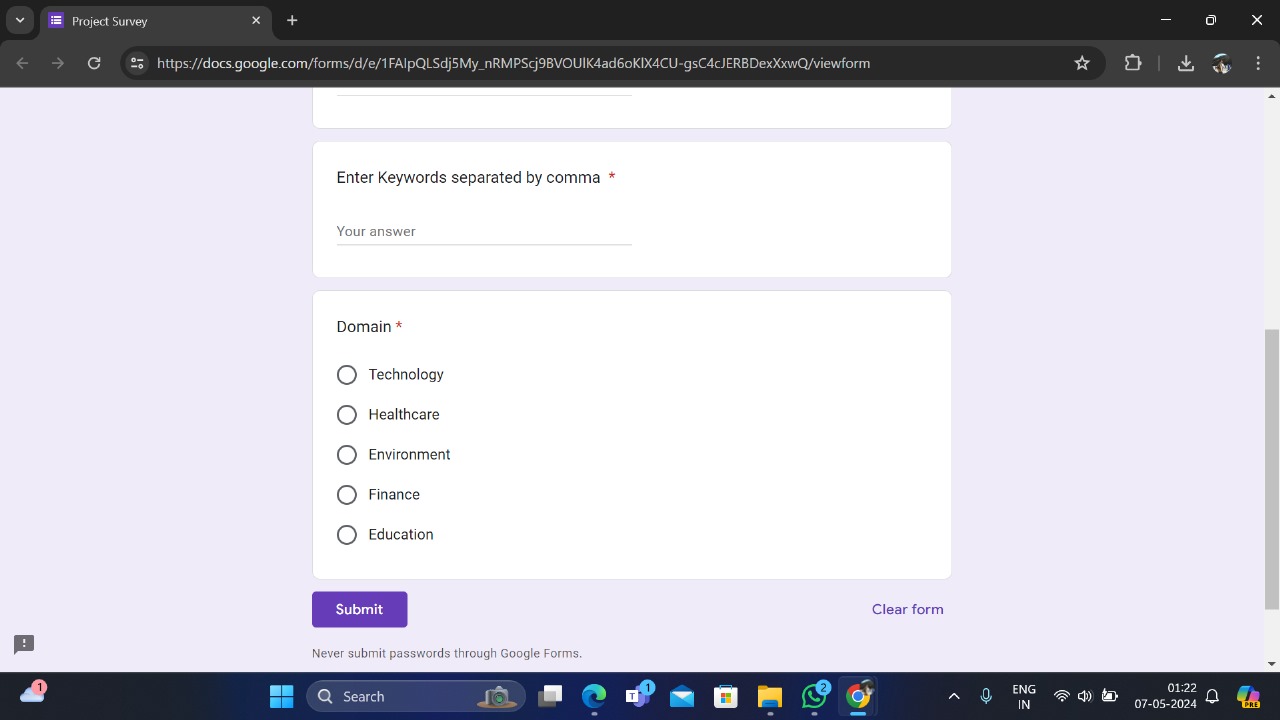 Project Survey
https://docs.google.com/forms/d/e/1FAIpQLSdj5My_nRMPScj9BVOUlK4ad6oKlX4CU-gsC4cJERBDexXxwQ/viewform
Enter Keywords separated by comma *
Your answer
Domain *
Technology
Healthcare
Environment
Finance
Education
Submit
Clear form
Never submit passwords through Google Forms.
1
Search
T
1
2
ENG
IN
01:22
07-05-2024
PRE